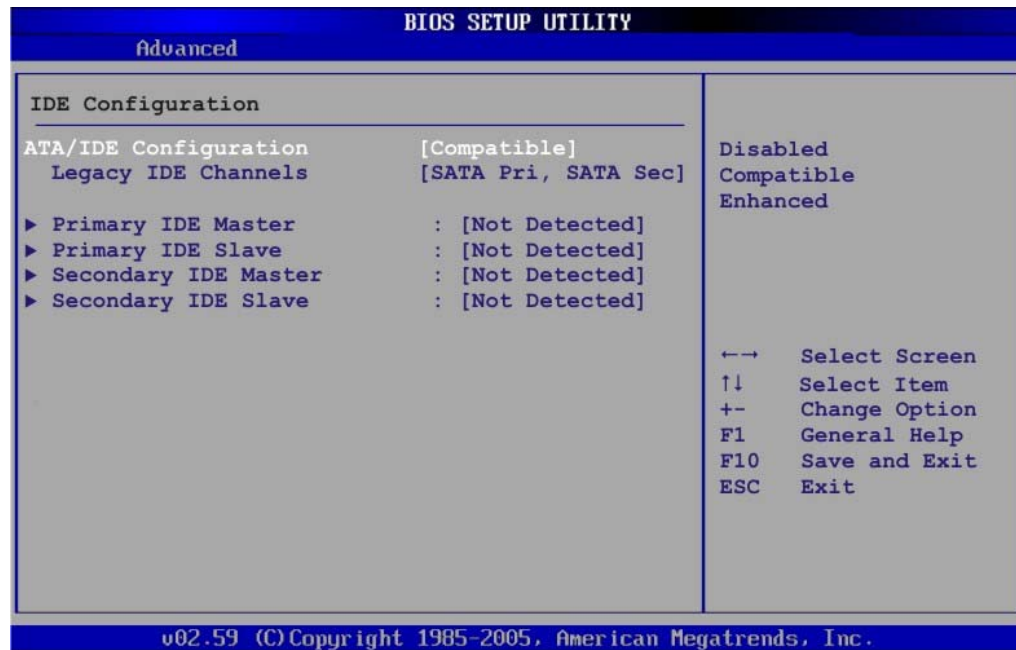 BIOS SETUP UTILITY
Advanced
IDE Configuration
ATA/IDE Configuration [Compatible]
Legacy IDE Channels [SATA Pri, SATA Sec]
► Primary IDE Master : [Not Detected]
► Primary IDE Slave : [Not Detected]
► Secondary IDE Master : [Not Detected]
► Secondary IDE Slave : [Not Detected]
Disabled
Compatible
Enhanced
←→ Select Screen
↑↓ Select Item
+- Change Option
F1 General Help
F10 Save and Exit
ESC Exit
v02.59 (C)Copyright 1985-2005, American Megatrends, Inc.